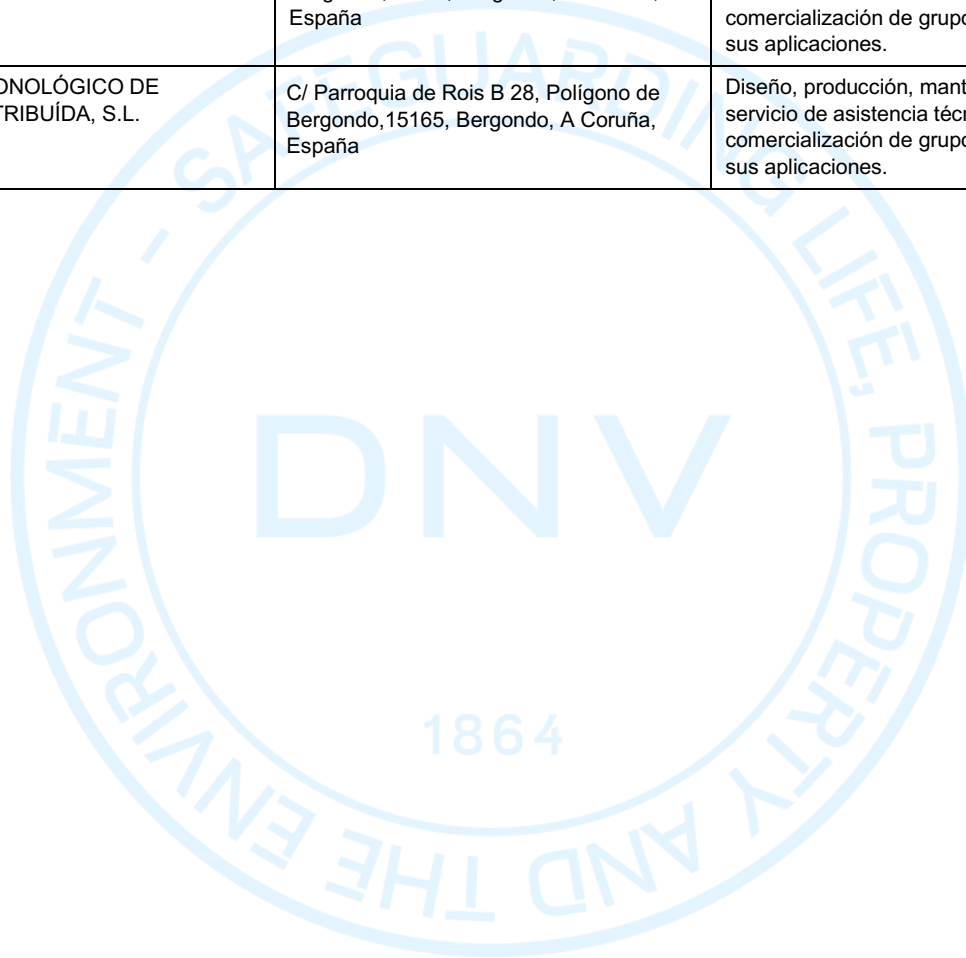 España
comercialización de grupo
sus aplicaciones.
ONOLÓGICO DE
TRIBUÍDA, S.L.
C/ Parroquia de Rois B 28, Polígono de
Bergondo,15165, Bergondo, A Coruña,
España
Diseño, producción, mant
servicio de asistencia técn
comercialización de grupo
sus aplicaciones.
SAFEGUARDING LIFE, PROPERTY AND THE ENVIRONMENT -
DNV
1864